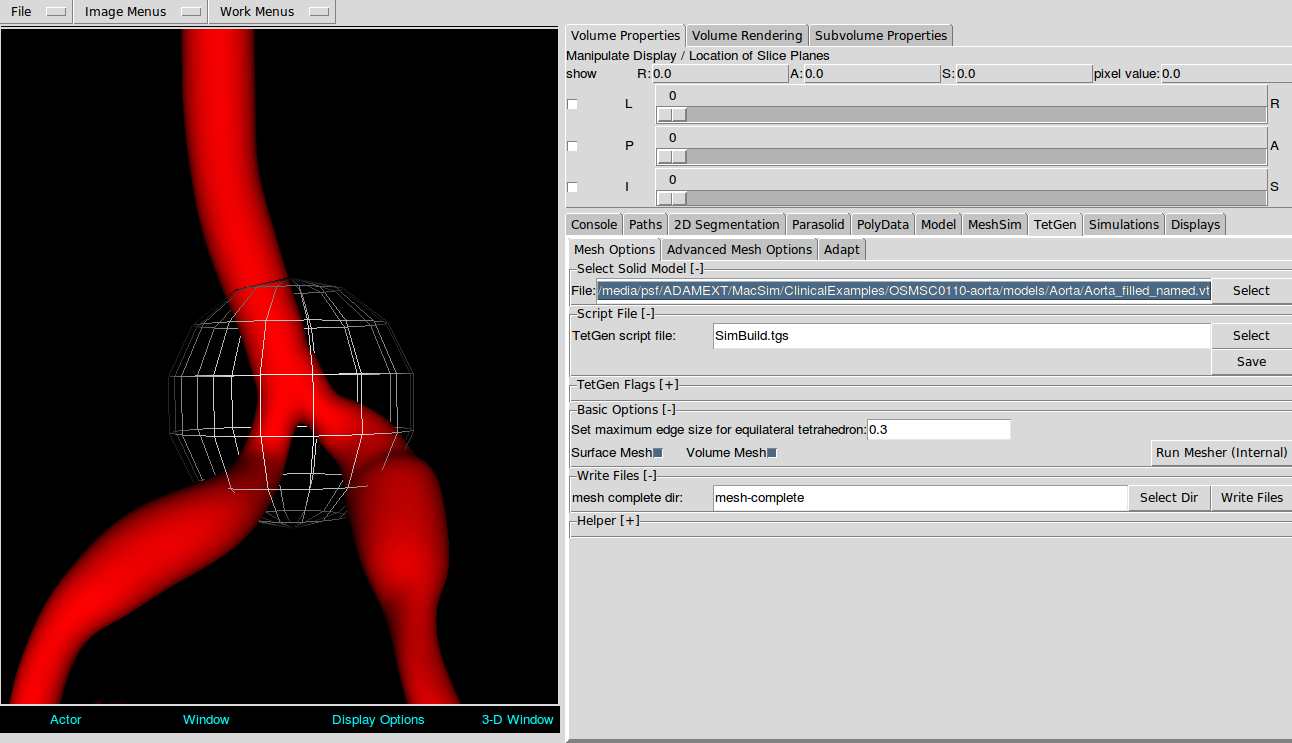 File Image Menus Work Menus
Volume Properties Volume Rendering Subvolume Properties
Manipulate Display / Location of Slice Planes
show R: 0.0 A: 0.0 S: 0.0 pixel value: 0.0
0
L R
0
P A
0
I S
Console Paths 2D Segmentation Parasolid PolyData Model MeshSim TetGen Simulations Displays
Mesh Options Advanced Mesh Options Adapt
Select Solid Model [-]
File: /media/psf/ADAMEXT/MacSim/ClinicalExamples/OSMSC0110-aorta/models/Aorta/Aorta_filled_named.vt Select
Script File [-]
TetGen script file: SimBuild.tgs Select
Save
TetGen Flags [+]
Basic Options [-]
Set maximum edge size for equilateral tetrahedron: 0.3
Surface Mesh Volume Mesh Run Mesher (Internal)
Write Files [-]
mesh complete dir: mesh-complete Select Dir Write Files
Helper [+]
Actor Window Display Options 3-D Window